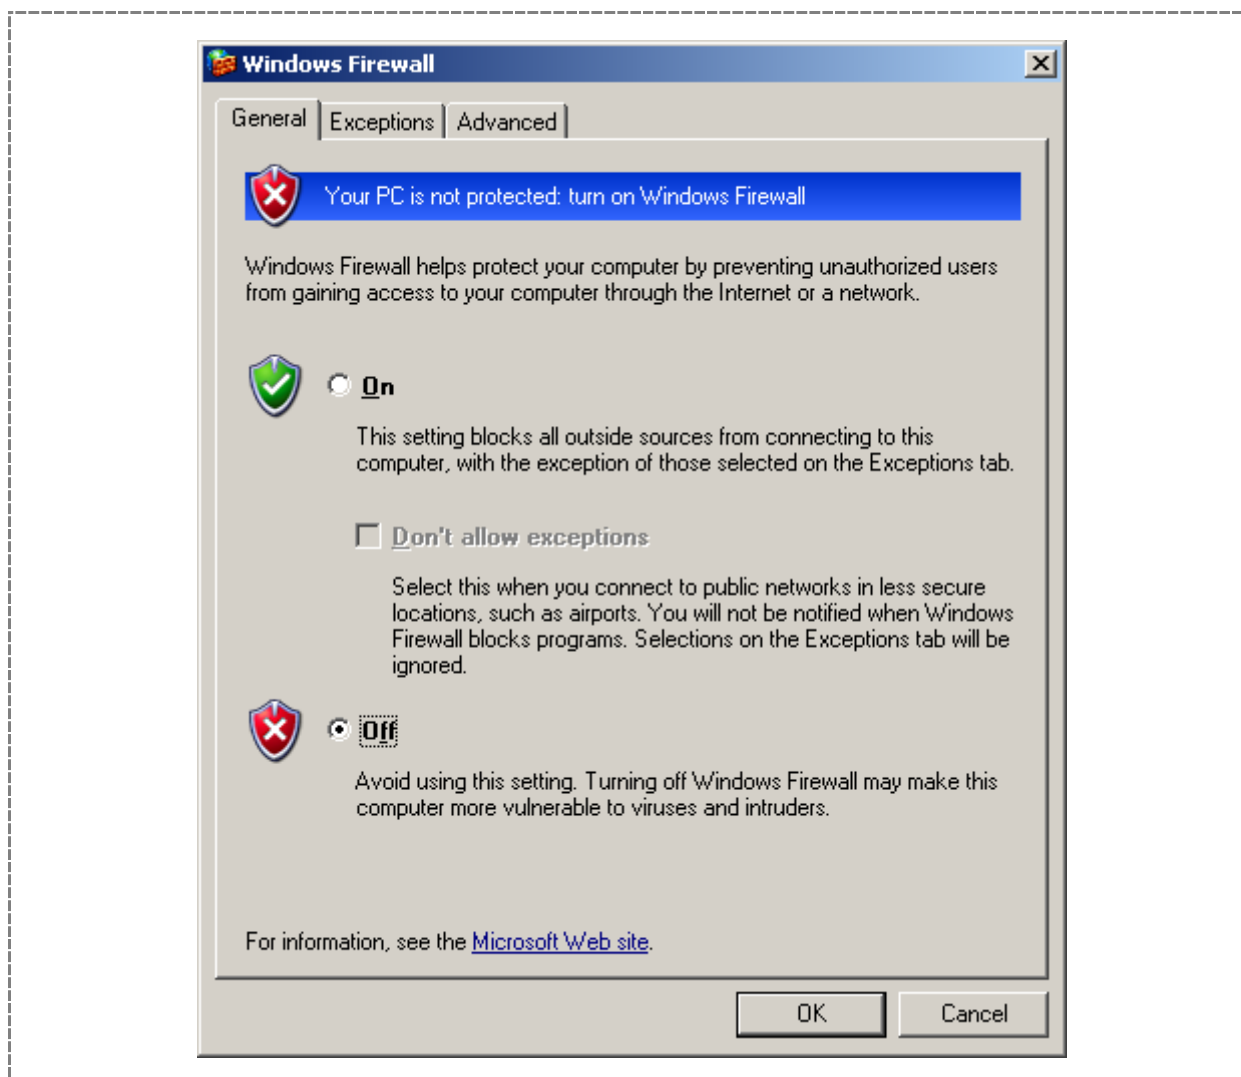 Windows Firewall
General Exceptions Advanced
Your PC is not protected: turn on Windows Firewall
Windows Firewall helps protect your computer by preventing unauthorized users
from gaining access to your computer through the Internet or a network.
On
This setting blocks all outside sources from connecting to this
computer, with the exception of those selected on the Exceptions tab.
Don't allow exceptions
Select this when you connect to public networks in less secure
locations, such as airports. You will not be notified when Windows
Firewall blocks programs. Selections on the Exceptions tab will be
ignored.
Off
Avoid using this setting. Turning off Windows Firewall may make this
computer more vulnerable to viruses and intruders.
For information, see the Microsoft Web site.
OK Cancel